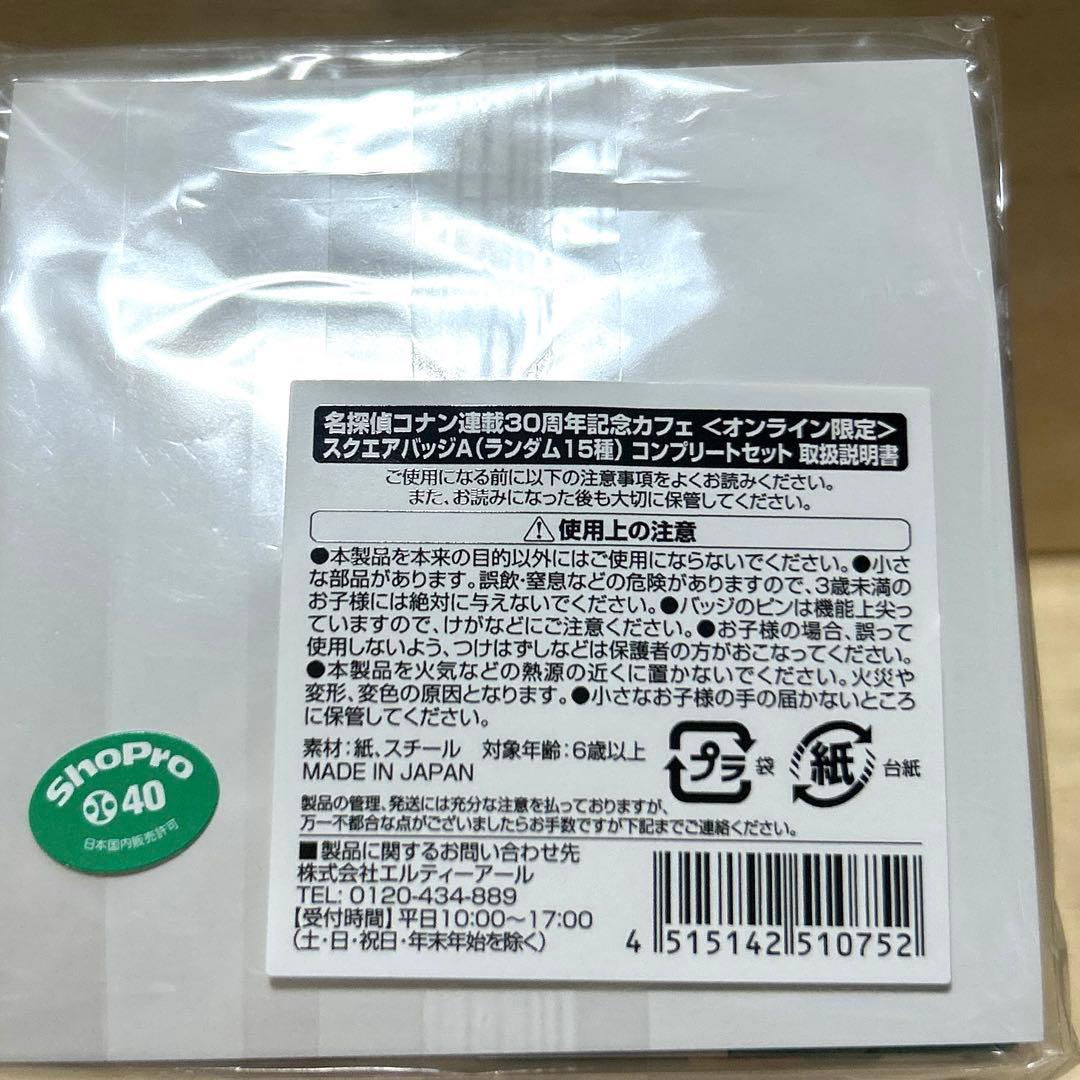 名探偵コナン連載30周年記念カフェ <オンライン限定>
スクエアバッジA(ランダム15種) コンプリートセット 取扱説明書
ご使用になる前に以下の注意事項をよくお読みください。
また、お読みになった後も大切に保管してください。
⚠使用上の注意
●本製品を本来の目的以外にはご使用にならないでください。●小さ
な部品があります。誤飲・窒息などの危険がありますので、3歳未満の
お子様には絶対に与えないでください。●バッジのピンは機能上尖っ
ていますので、けがなどにご注意ください。●お子様の場合、誤って
使用しないよう、つけはずしなどは保護者の方がおこなってください。
●本製品を火気などの熱源の近くに置かないでください。火災や
変形、変色の原因となります。●小さなお子様の手の届かないところ
に保管してください。
素材:紙、スチール 対象年齢:6歳以上
MADE IN JAPAN
プラ 袋 紙 台紙
製品の管理、発送には充分な注意を払っておりますが、
万一不都合な点がございましたらお手数ですが下記までご連絡ください。
■製品に関するお問い合わせ先
株式会社エルティーアール
TEL: 0120-434-889
【受付時間】平日10:00～17:00
(土・日・祝日・年末年始を除く)
4 515142 510752
ShoPro
40
日本国内販売許可